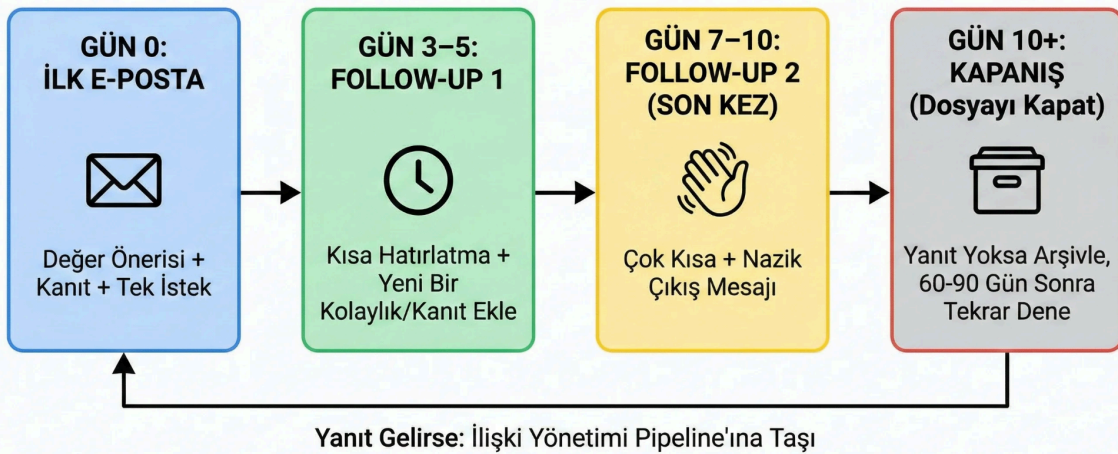 GÜN 0:
İLK E-POSTA
Değer Önerisi +
Kanıt + Tek İstek
GÜN 3–5:
FOLLOW-UP 1
Kısa Hatırlatma +
Yeni Bir
Kolaylık/Kanıt Ekle
GÜN 7–10:
FOLLOW-UP 2
(SON KEZ)
Çok Kısa + Nazik
Çıkış Mesajı
GÜN 10+:
KAPANIŞ
(Dosyayı Kapat)
Yanıt Yoksa Arşivle,
60-90 Gün Sonra
Tekrar Dene
Yanıt Gelirse: İlişki Yönetimi Pipeline'ına Taşı